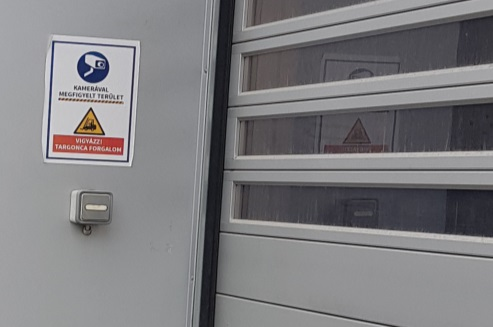 KAMERÁVAL
MEGFIGYELT TERÜLET
VIGYÁZZ!
TARGONCA FORGALOM